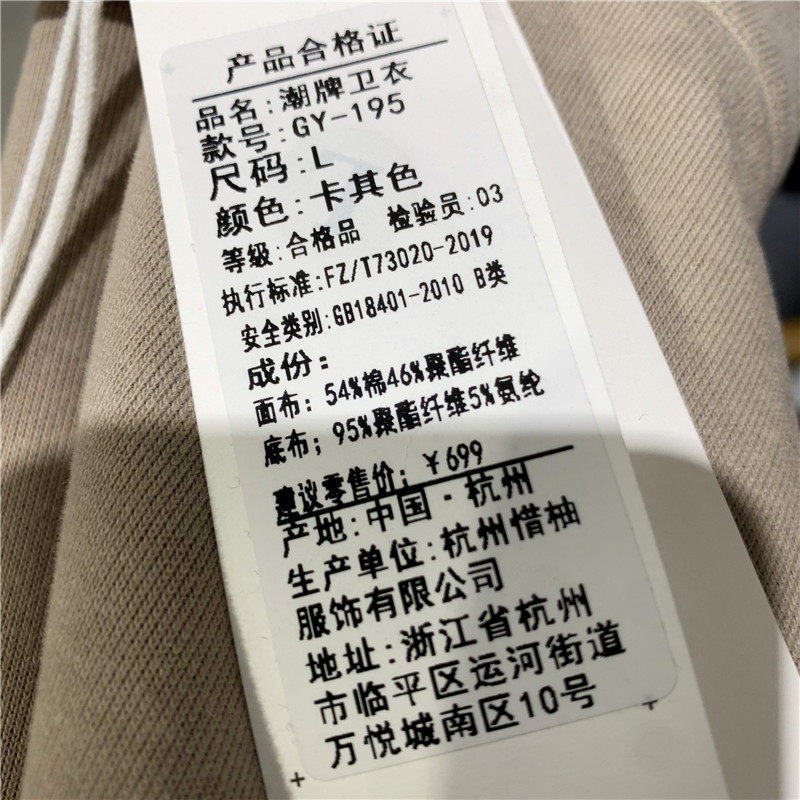 产品合格证
品名:潮牌卫衣
款号:GY-195
尺码:L
颜色:卡其色
等级:合格品 检验员:03
执行标准:FZ/T73020-2019
安全类别:GB18401-2010 B类
成份:
面布:54%棉46%聚酯纤维
底布;95%聚酯纤维5%氨纶
建议零售价:￥699
产地:中国·杭州
生产单位:杭州惜柚
服饰有限公司
地址:浙江省杭州
市临平区运河街道
万悦城南区10号